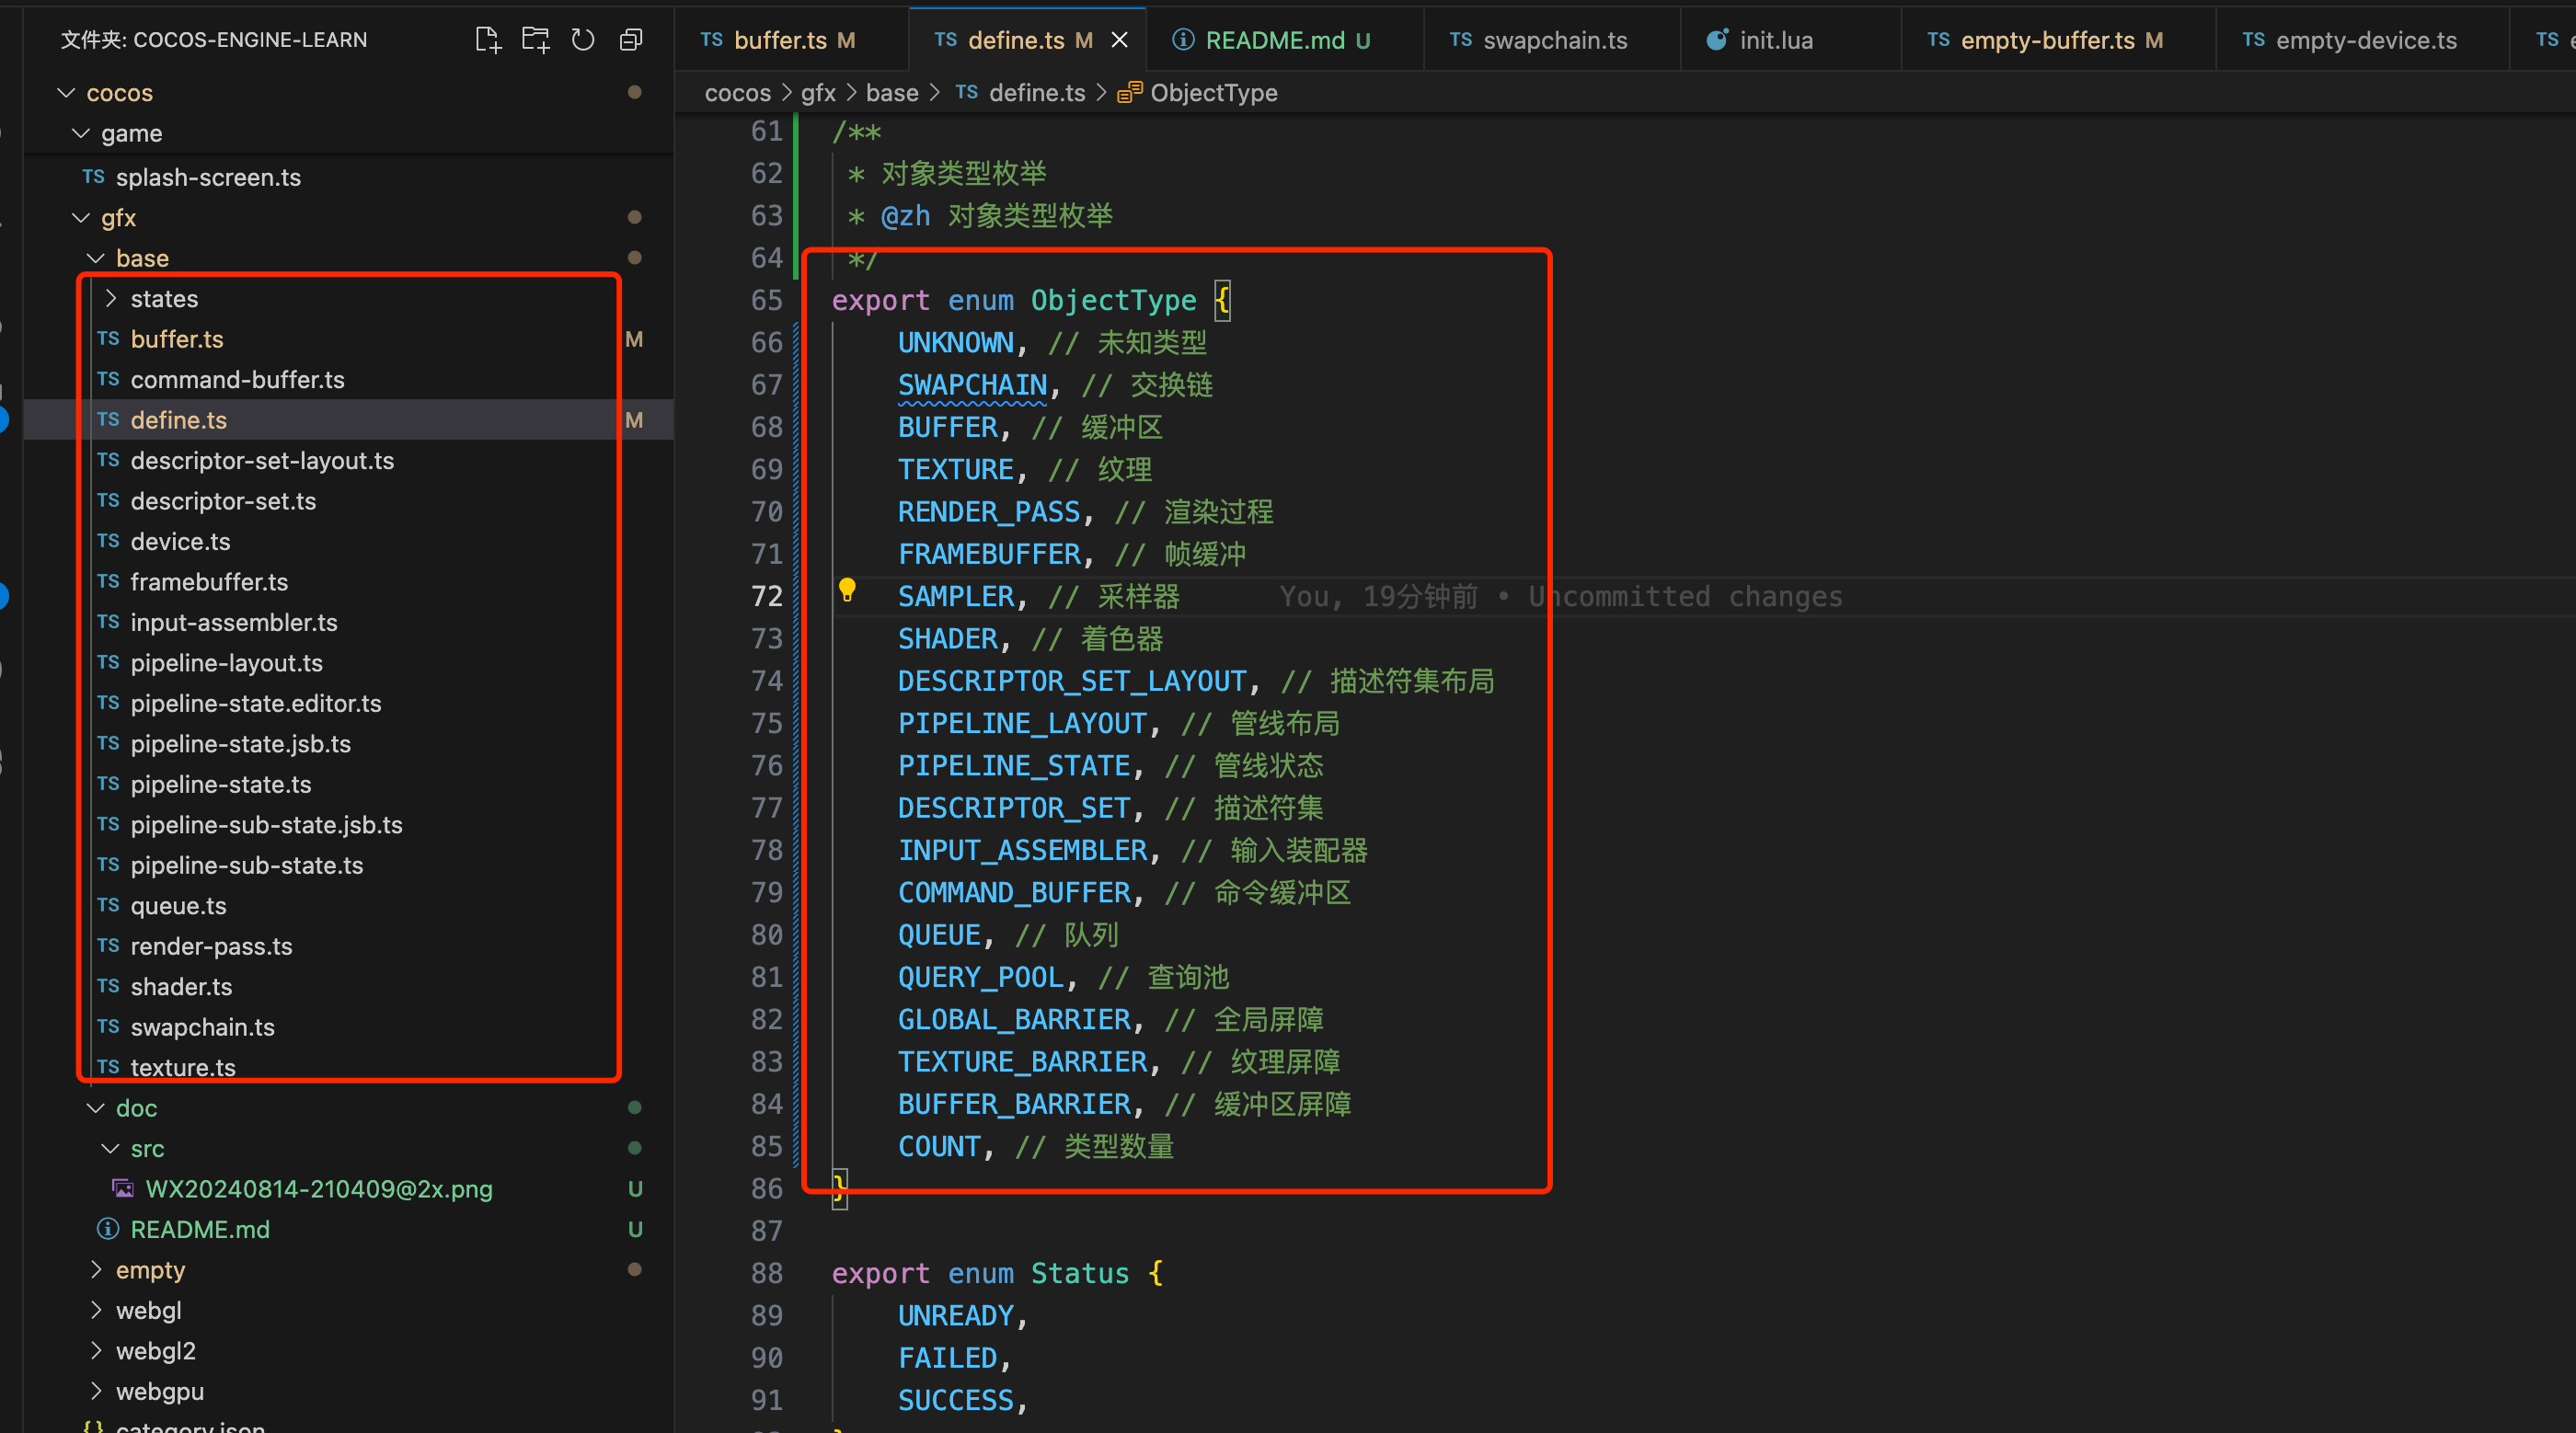 文件夹: COCOS-ENGINE-LEARN
cocos
game
TS splash-screen.ts
gfx
base
states
TS buffer.ts M
TS command-buffer.ts
TS define.ts M
TS descriptor-set-layout.ts
TS descriptor-set.ts
TS device.ts
TS framebuffer.ts
TS input-assembler.ts
TS pipeline-layout.ts
TS pipeline-state.editor.ts
TS pipeline-state.jsb.ts
TS pipeline-state.ts
TS pipeline-sub-state.jsb.ts
TS pipeline-sub-state.ts
TS queue.ts
TS render-pass.ts
TS shader.ts
TS swapchain.ts
TS texture.ts
doc
src
WX20240814-210409@2x.png U
README.md U
empty
webgl
webgl2
webgpu
{} category.json
TS buffer.ts M
TS define.ts M
README.md U
TS swapchain.ts
init.lua
TS empty-buffer.ts M
TS empty-device.ts
TS
cocos > gfx > base > TS define.ts > ObjectType
61 /**
62 * 对象类型枚举
63 * @zh 对象类型枚举
64 */
65 export enum ObjectType {
66 UNKNOWN, // 未知类型
67 SWAPCHAIN, // 交换链
68 BUFFER, // 缓冲区
69 TEXTURE, // 纹理
70 RENDER_PASS, // 渲染过程
71 FRAMEBUFFER, // 帧缓冲
72 SAMPLER, // 采样器 You, 19分钟前 • Uncommitted changes
73 SHADER, // 着色器
74 DESCRIPTOR_SET_LAYOUT, // 描述符集布局
75 PIPELINE_LAYOUT, // 管线布局
76 PIPELINE_STATE, // 管线状态
77 DESCRIPTOR_SET, // 描述符集
78 INPUT_ASSEMBLER, // 输入装配器
79 COMMAND_BUFFER, // 命令缓冲区
80 QUEUE, // 队列
81 QUERY_POOL, // 查询池
82 GLOBAL_BARRIER, // 全局屏障
83 TEXTURE_BARRIER, // 纹理屏障
84 BUFFER_BARRIER, // 缓冲区屏障
85 COUNT, // 类型数量
86 }
87
88 export enum Status {
89 UNREADY,
90 FAILED,
91 SUCCESS,